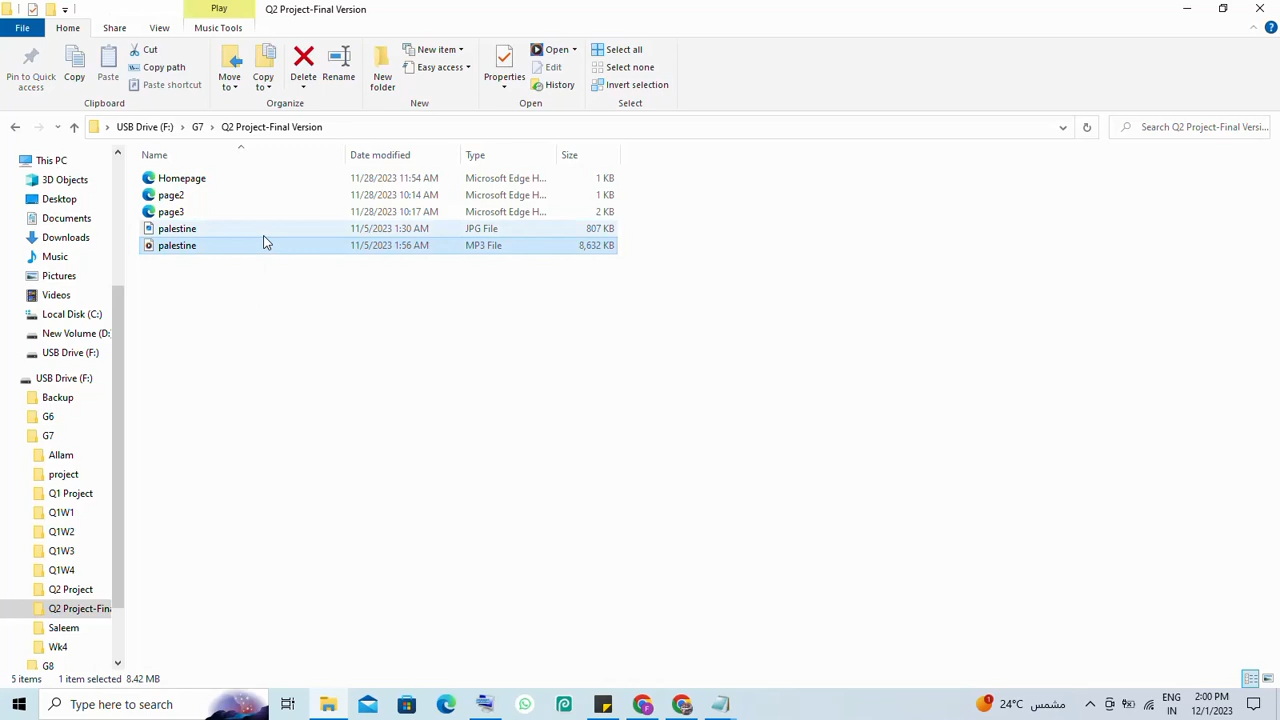 Play
Q2 Project-Final Version
File
Home
Share
View
Music Tools
Pin to Quick access
Copy
Paste
Cut
Copy path
Paste shortcut
Clipboard
Move to
Copy to
Delete
Rename
Organize
New folder
New item
Easy access
New
Properties
Open
Edit
History
Open
Select all
Select none
Invert selection
Select
USB Drive (F:)
G7
Q2 Project-Final Version
Search Q2 Project-Final Versi...
Name
Date modified
Type
Size
Homepage 11/28/2023 11:54 AM Microsoft Edge H... 1 KB
page2 11/28/2023 10:14 AM Microsoft Edge H... 1 KB
page3 11/28/2023 10:17 AM Microsoft Edge H... 2 KB
palestine 11/5/2023 1:30 AM JPG File 807 KB
palestine 11/5/2023 1:56 AM MP3 File 8,632 KB
This PC
3D Objects
Desktop
Documents
Downloads
Music
Pictures
Videos
Local Disk (C:)
New Volume (D:
USB Drive (F:)
USB Drive (F:)
Backup
G6
G7
Allam
project
Q1 Project
Q1W1
Q1W2
Q1W3
Q1W4
Q2 Project
Q2 Project-Fina
Saleem
Wk4
G8
5 items
1 item selected 8.42 MB
Type here to search
1
24°C مشمس
ENG
IN
2:00 PM
12/1/2023